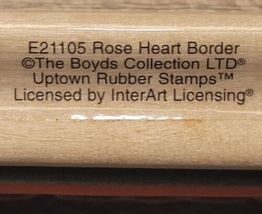 E21105 Rose Heart Border
©The Boyds Collection LTD®
Uptown Rubber Stamps™
Licensed by InterArt Licensing®